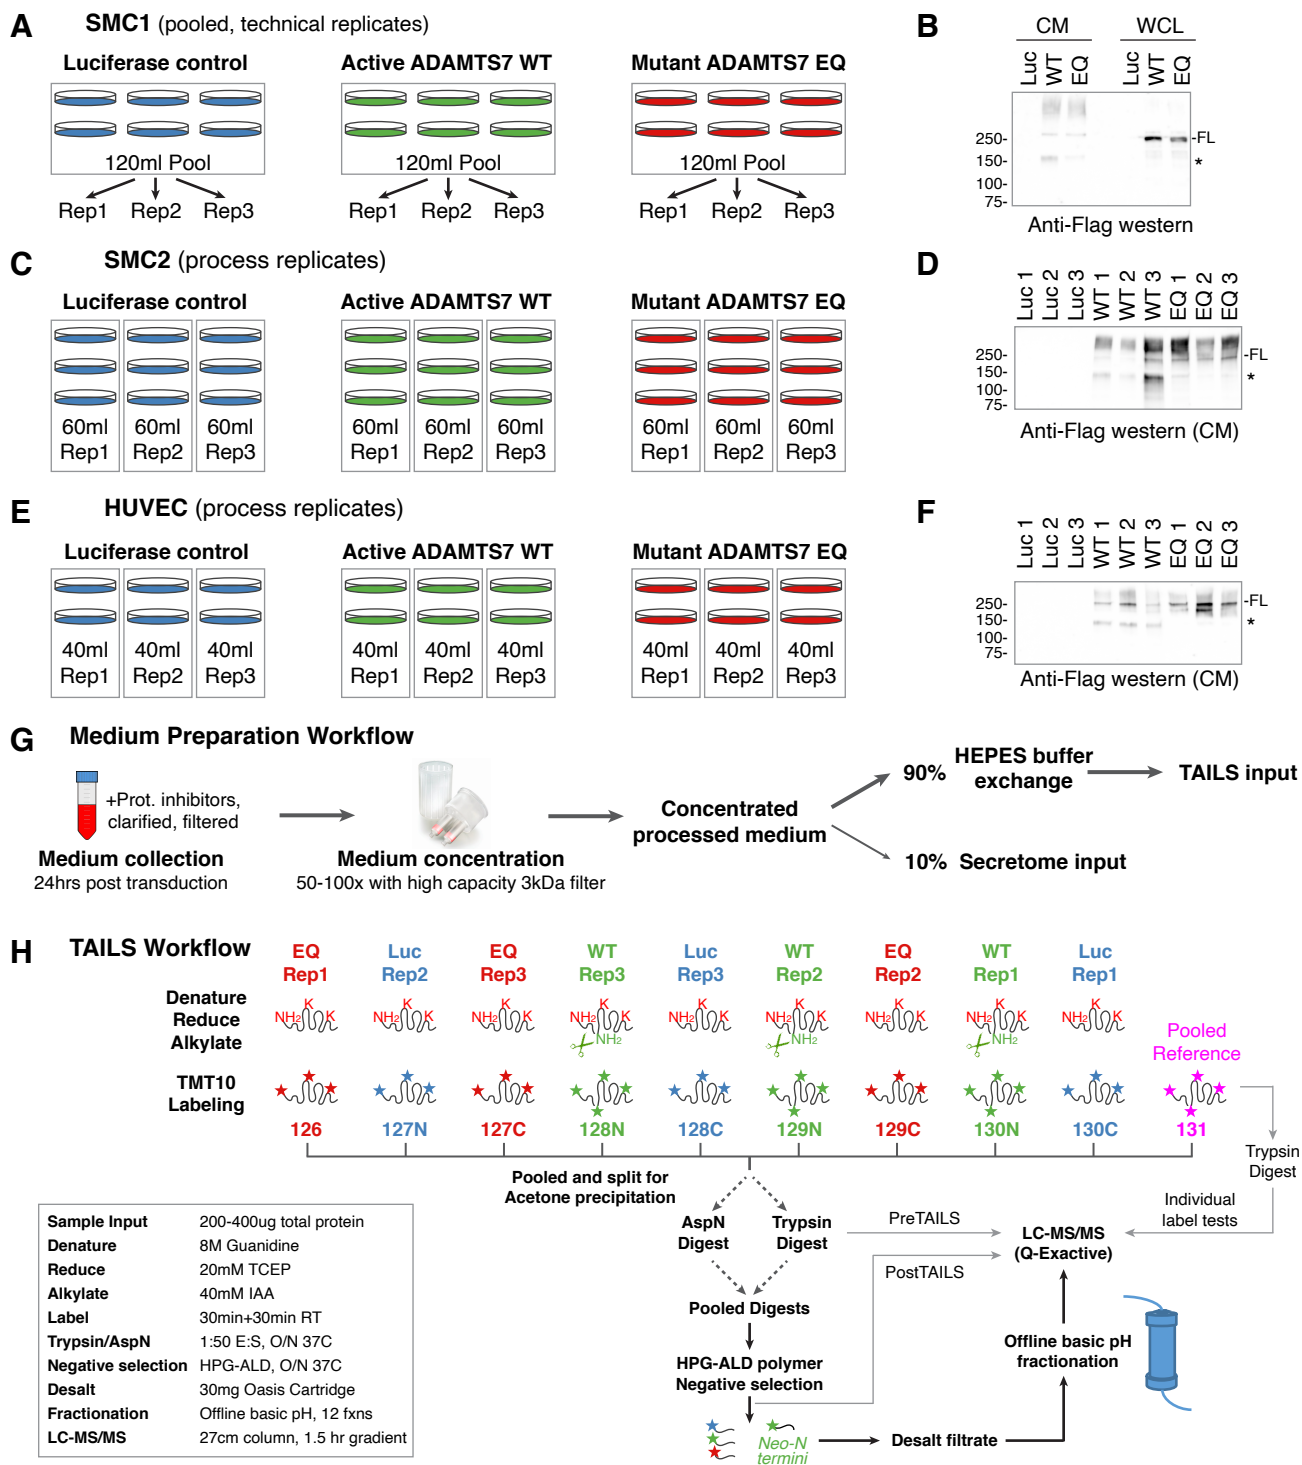 A SMC1 (pooled, technical replicates)
Luciferase control
Active ADAMTS7 WT
Mutant ADAMTS7 EQ
120ml Pool
120ml Pool
120ml Pool
Rep1 Rep2 Rep3
Rep1 Rep2 Rep3
Rep1 Rep2 Rep3
B
CM WCL
Luc WT EQ Luc WT EQ
250-
150-
100-
75-
-FL
*
Anti-Flag western
C SMC2 (process replicates)
Luciferase control
Active ADAMTS7 WT
Mutant ADAMTS7 EQ
60ml 60ml 60ml
Rep1 Rep2 Rep3
60ml 60ml 60ml
Rep1 Rep2 Rep3
60ml 60ml 60ml
Rep1 Rep2 Rep3
D
Luc 1 Luc 2 Luc 3 WT 1 WT 2 WT 3 EQ 1 EQ 2 EQ 3
250-
150-
100-
75-
-FL
*
Anti-Flag western (CM)
E HUVEC (process replicates)
Luciferase control
Active ADAMTS7 WT
Mutant ADAMTS7 EQ
40ml 40ml 40ml
Rep1 Rep2 Rep3
40ml 40ml 40ml
Rep1 Rep2 Rep3
40ml 40ml 40ml
Rep1 Rep2 Rep3
F
Luc 1 Luc 2 Luc 3 WT 1 WT 2 WT 3 EQ 1 EQ 2 EQ 3
250-
150-
100-
75-
-FL
*
Anti-Flag western (CM)
G Medium Preparation Workflow
+Prot. inhibitors,
clarified, filtered
Medium collection
24hrs post transduction
Medium concentration
50-100x with high capacity 3kDa filter
Concentrated
processed medium
90% HEPES buffer
exchange
TAILS input
10% Secretome input
H TAILS Workflow
EQ Luc EQ WT Luc WT EQ WT Luc
Rep1 Rep2 Rep3 Rep3 Rep3 Rep2 Rep2 Rep1 Rep1
Denature
Reduce
Alkylate
NH2 K K
NH2 K K
NH2 K K
NH2 K K NH2
NH2 K K
NH2 K K NH2
NH2 K K
NH2 K K NH2
NH2 K K
Pooled
Reference
TMT10
Labeling
126 127N 127C 128N 128C 129N 129C 130N 130C 131
Pooled and split for
Acetone precipitation
Trypsin
Digest
Individual
label tests
AspN
Digest
Trypsin
Digest
PreTAILS
PostTAILS
LC-MS/MS
(Q-Exactive)
Pooled Digests
HPG-ALD polymer
Negative selection
Offline basic pH
fractionation
Neo-N
termini
Desalt filtrate
Sample Input 200-400ug total protein
Denature 8M Guanidine
Reduce 20mM TCEP
Alkylate 40mM IAA
Label 30min+30min RT
Trypsin/AspN 1:50 E:S, O/N 37C
Negative selection HPG-ALD, O/N 37C
Desalt 30mg Oasis Cartridge
Fractionation Offline basic pH, 12 fxns
LC-MS/MS 27cm column, 1.5 hr gradient